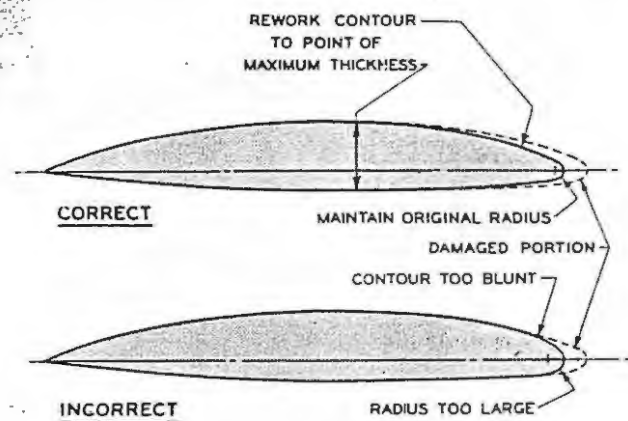 REWORK CONTOUR
TO POINT OF
MAXIMUM THICKNESS
CORRECT
MAINTAIN ORIGINAL RADIUS
DAMAGED PORTION
CONTOUR TOO BLUNT
INCORRECT
RADIUS TOO LARGE